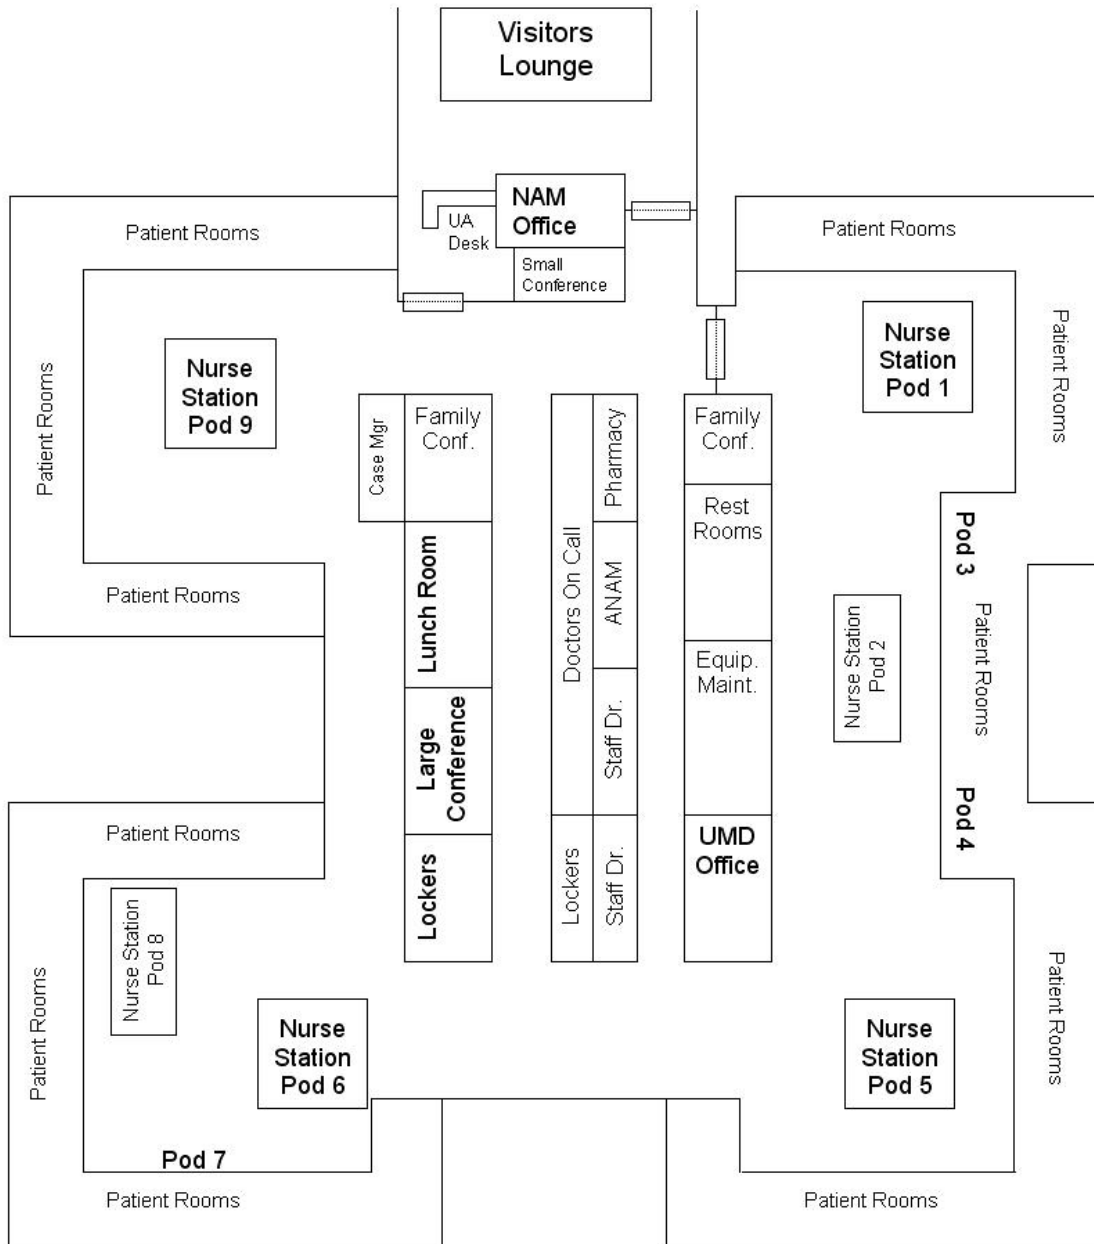 Visitors
Lounge
NAM
Office
UA
Desk
Small
Conference
Patient Rooms
Patient Rooms
Patient Rooms
Patient Rooms
Nurse
Station
Pod 9
Nurse
Station
Pod 1
Case Mgr
Family
Conf.
Pharmacy
Family
Conf.
Rest
Rooms
Pod 3
Lunch Room
Doctors On Call
ANAM
Patient Rooms
Nurse Station
Pod 2
Patient Rooms
Equip.
Maint.
Large
Conference
Staff Dr.
Pod 4
Patient Rooms
Lockers
Lockers
Staff Dr.
UMD
Office
Nurse Station
Pod 8
Patient Rooms
Patient Rooms
Nurse
Station
Pod 6
Nurse
Station
Pod 5
Pod 7
Patient Rooms
Patient Rooms